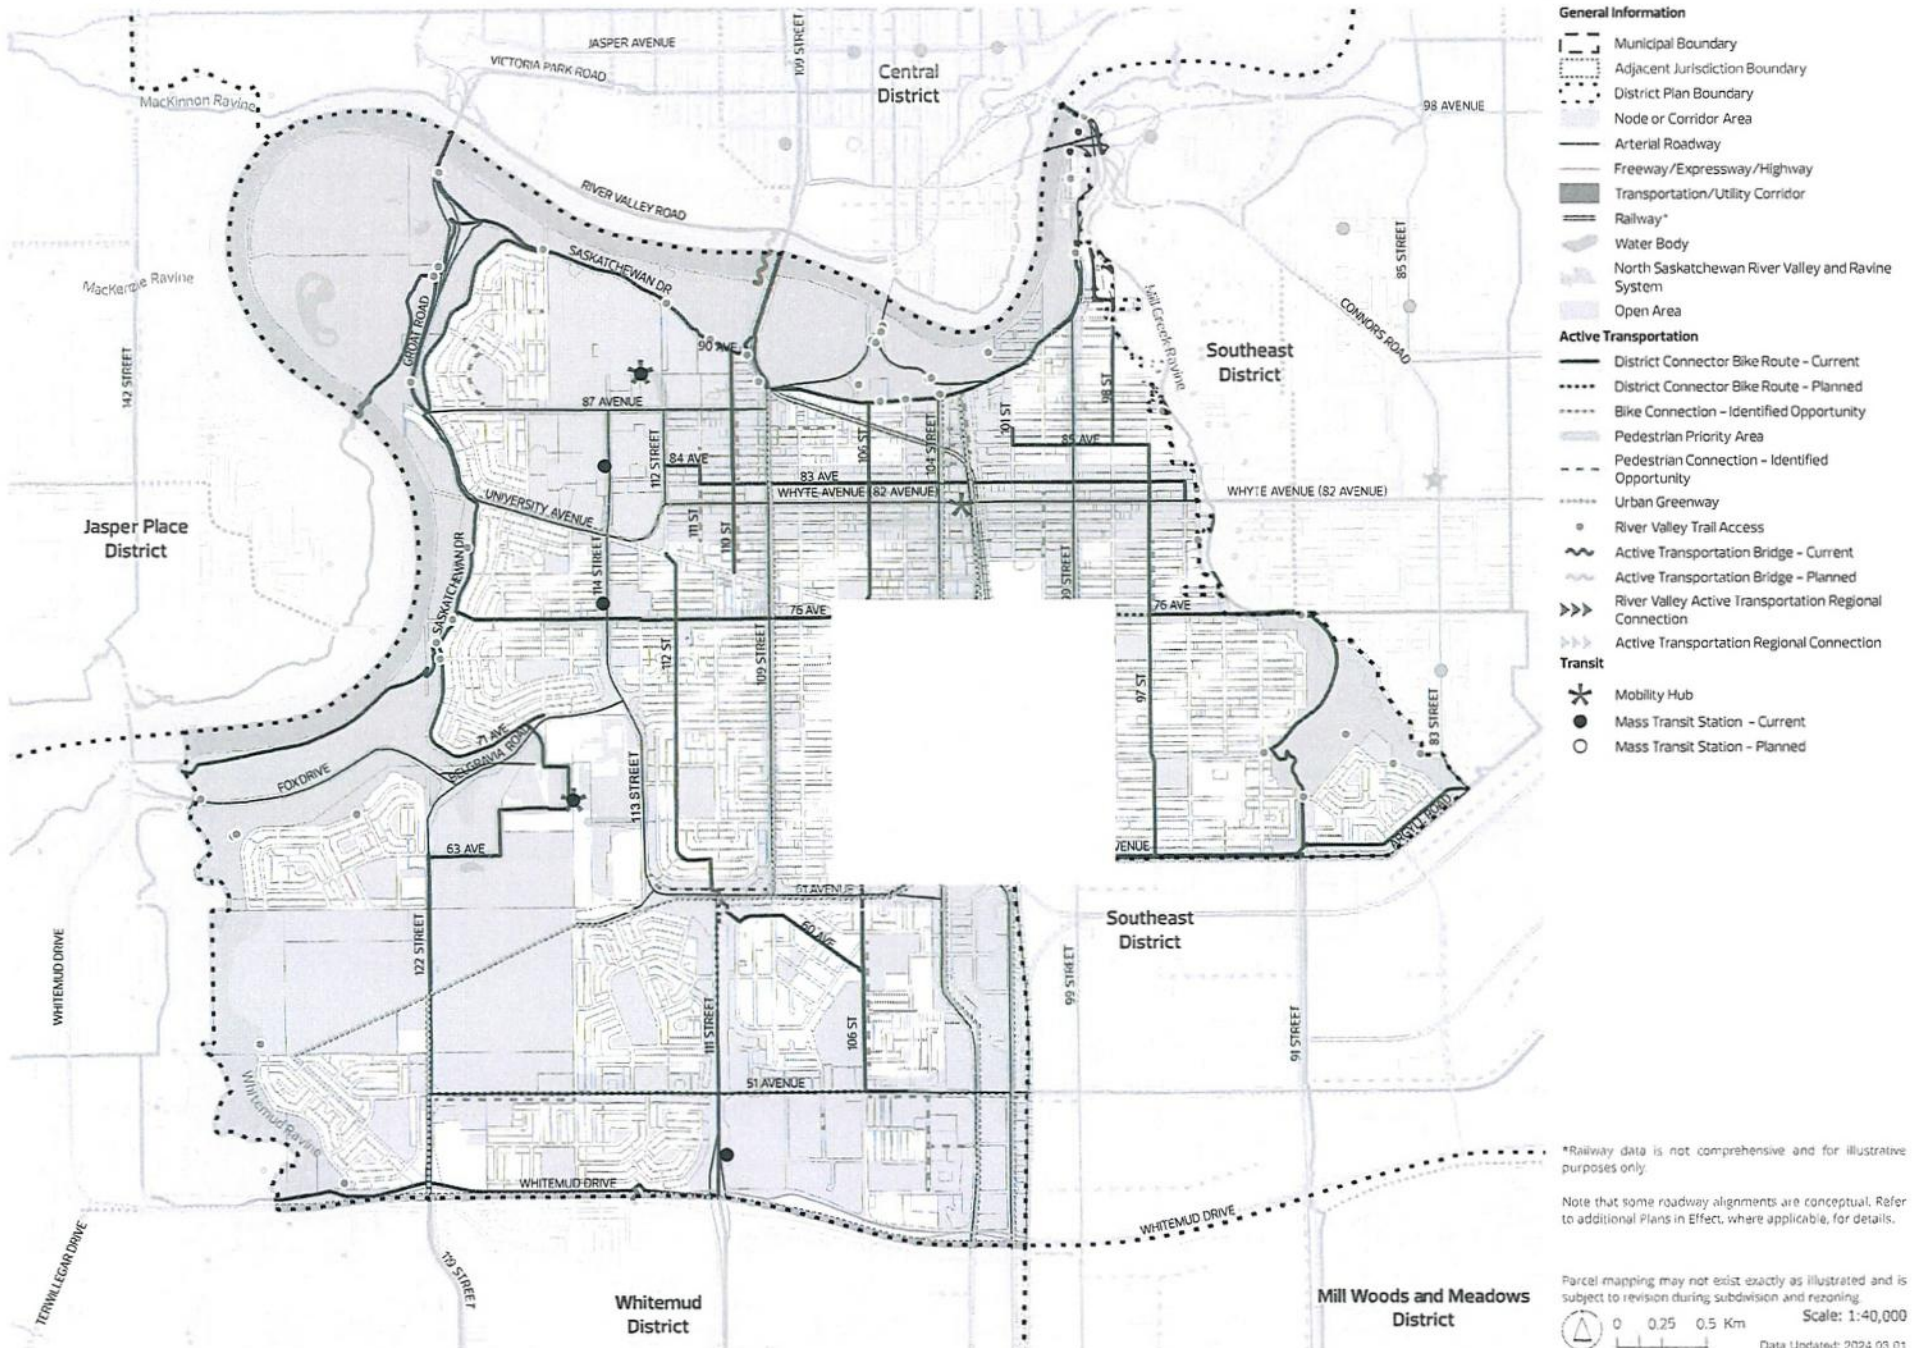 JASPER AVENUE
VICTORIA PARK ROAD
109 STREET
Central
District
MacKinnon Ravine
98 AVENUE
RIVER VALLEY ROAD
MacKenzie Ravine
SASKATCHEWAN DR
GROAT ROAD
Mill Creek Ravine
85 STREET
CONNORS ROAD
142 STREET
90 AVE
Southeast
District
87 AVENUE
98 ST
101 ST
85 AVE
106 ST
104 STREET
112 STREET
84 AVE
83 AVE
WHYTE AVENUE (82 AVENUE)
WHYTE AVENUE (82 AVENUE)
UNIVERSITY AVENUE
111 ST
110 ST
Jasper Place
District
SASKATCHEWAN DR
114 STREET
99 STREET
76 AVE
76 AVE
112 ST
109 STREET
97 ST
83 STREET
71 AVE
BELGRAVIA ROAD
FOX DRIVE
113 STREET
63 AVE
ARGYLL ROAD
VENUE
61 AVENUE
60 AVE
Southeast
District
WHITEMUD DRIVE
122 STREET
99 STREET
91 STREET
111 STREET
106 ST
51 AVENUE
Whitemud Ravine
WHITEMUD DRIVE
WHITEMUD DRIVE
TERWILLEGAR DRIVE
119 STREET
Whitemud
District
Mill Woods and Meadows
District
General Information
Municipal Boundary
Adjacent Jurisdiction Boundary
District Plan Boundary
Node or Corridor Area
Arterial Roadway
Freeway/Expressway/Highway
Transportation/Utility Corridor
Railway*
Water Body
North Saskatchewan River Valley and Ravine
System
Open Area
Active Transportation
District Connector Bike Route - Current
District Connector Bike Route - Planned
Bike Connection - Identified Opportunity
Pedestrian Priority Area
Pedestrian Connection - Identified
Opportunity
Urban Greenway
River Valley Trail Access
Active Transportation Bridge - Current
Active Transportation Bridge - Planned
River Valley Active Transportation Regional
Connection
Active Transportation Regional Connection
Transit
Mobility Hub
Mass Transit Station - Current
Mass Transit Station - Planned
*Railway data is not comprehensive and for illustrative
purposes only.
Note that some roadway alignments are conceptual. Refer
to additional Plans in Effect, where applicable, for details.
Parcel mapping may not exist exactly as illustrated and is
subject to revision during subdivision and rezoning.
Scale: 1:40,000
0 0.25 0.5 Km
Data Updated: 2024.03.01